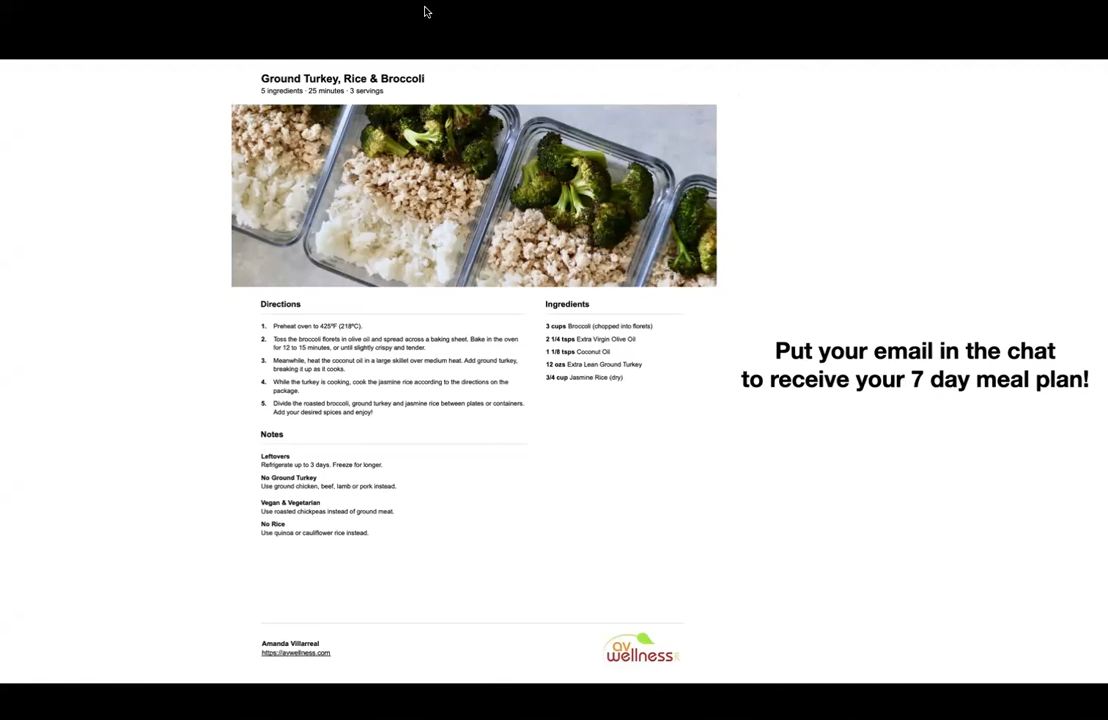 Ground Turkey, Rice & Broccoli
5 ingredients · 25 minutes · 3 servings
Directions
1. Preheat oven to 425°F (218°C).
2. Toss the broccoli florets in olive oil and spread across a baking sheet. Bake in the oven
for 12 to 15 minutes, or until slightly crispy and tender.
3. Meanwhile, heat the coconut oil in a large skillet over medium heat. Add ground turkey,
breaking it up as it cooks.
4. While the turkey is cooking, cook the jasmine rice according to the directions on the
package.
5. Divide the roasted broccoli, ground turkey and jasmine rice between plates or containers.
Add your desired spices and enjoy!
Notes
Leftovers
Refrigerate up to 3 days. Freeze for longer.
No Ground Turkey
Use ground chicken, beef, lamb or pork instead.
Vegan & Vegetarian
Use roasted chickpeas instead of ground meat.
No Rice
Use quinoa or cauliflower rice instead.
Ingredients
3 cups Broccoli (chopped into florets)
2 1/4 tsps Extra Virgin Olive Oil
1 1/8 tsps Coconut Oil
12 ozs Extra Lean Ground Turkey
3/4 cup Jasmine Rice (dry)
Put your email in the chat
to receive your 7 day meal plan!
Amanda Villarreal
https://avwellness.com
av
wellness